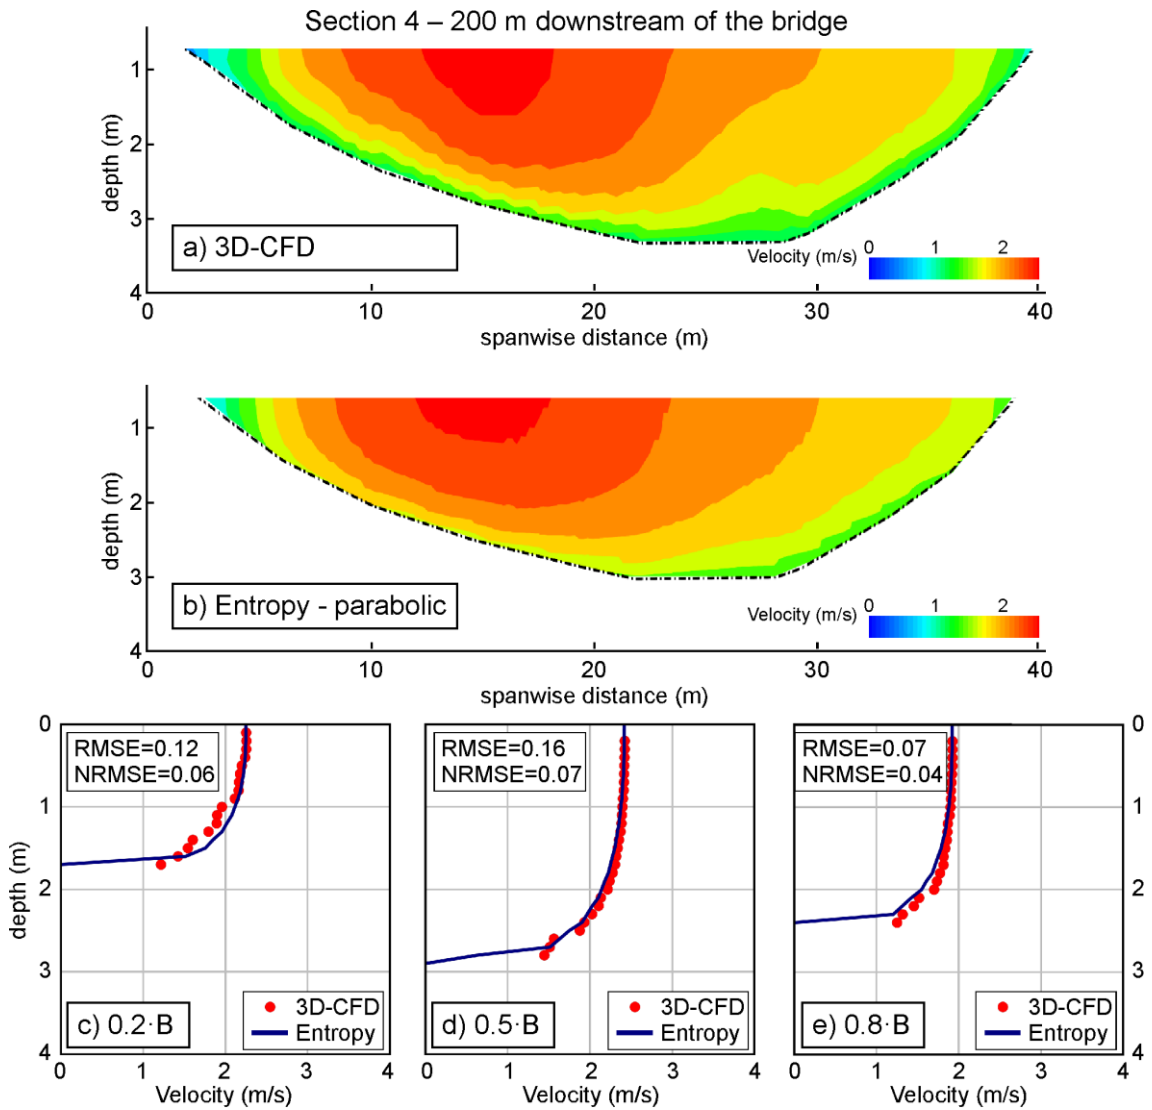 Section 4 – 200 m downstream of the bridge
depth (m)
1
2
3
4
a) 3D-CFD
Velocity (m/s)
0 1 2
0 10 20 30 40
spanwise distance (m)
depth (m)
1
2
3
4
b) Entropy - parabolic
Velocity (m/s)
0 1 2
0 10 20 30 40
spanwise distance (m)
depth (m)
0
1
2
3
4
RMSE=0.12
NRMSE=0.06
3D-CFD
Entropy
c) 0.2·B
0 1 2 3 4
Velocity (m/s)
RMSE=0.16
NRMSE=0.07
3D-CFD
Entropy
d) 0.5·B
0 1 2 3 4
Velocity (m/s)
RMSE=0.07
NRMSE=0.04
3D-CFD
Entropy
e) 0.8·B
0 1 2 3 4
Velocity (m/s)
0
1
2
3
4
depth (m)